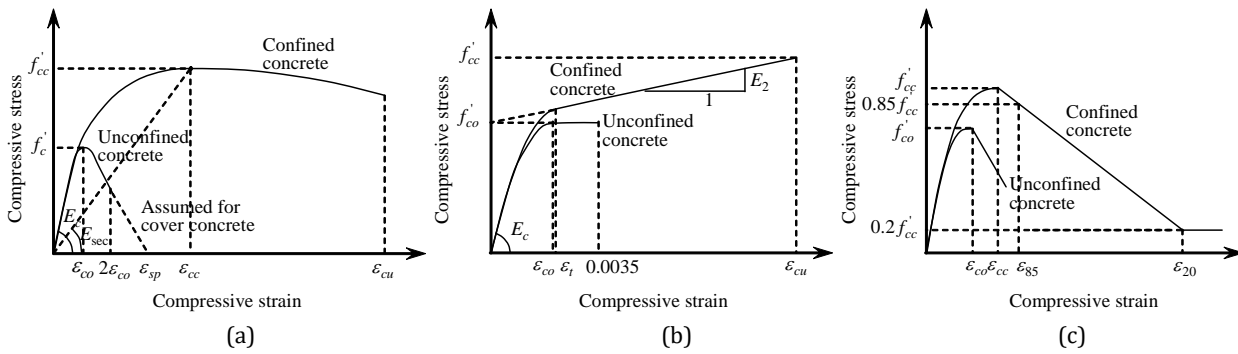 Compressive stress
f'cc
f'c
Confined
concrete
Unconfined
concrete
Assumed for
cover concrete
Esec
εco 2εco εsp εcc εcu
Compressive strain
(a)
Compressive stress
f'cc
f'co
Confined
concrete
E2
1
Unconfined
concrete
Ec
εco εt 0.0035 εcu
Compressive strain
(b)
Compressive stress
f'cc
0.85f'cc
f'co
0.2f'cc
Confined
concrete
Unconfined
concrete
εco εcc ε85 ε20
Compressive strain
(c)